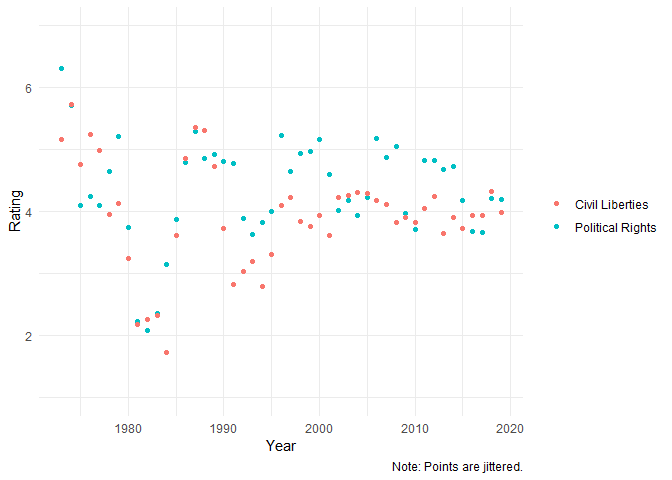 6
4
2
Rating
1980 1990 2000 2010 2020
Year
Civil Liberties
Political Rights
Note: Points are jittered.